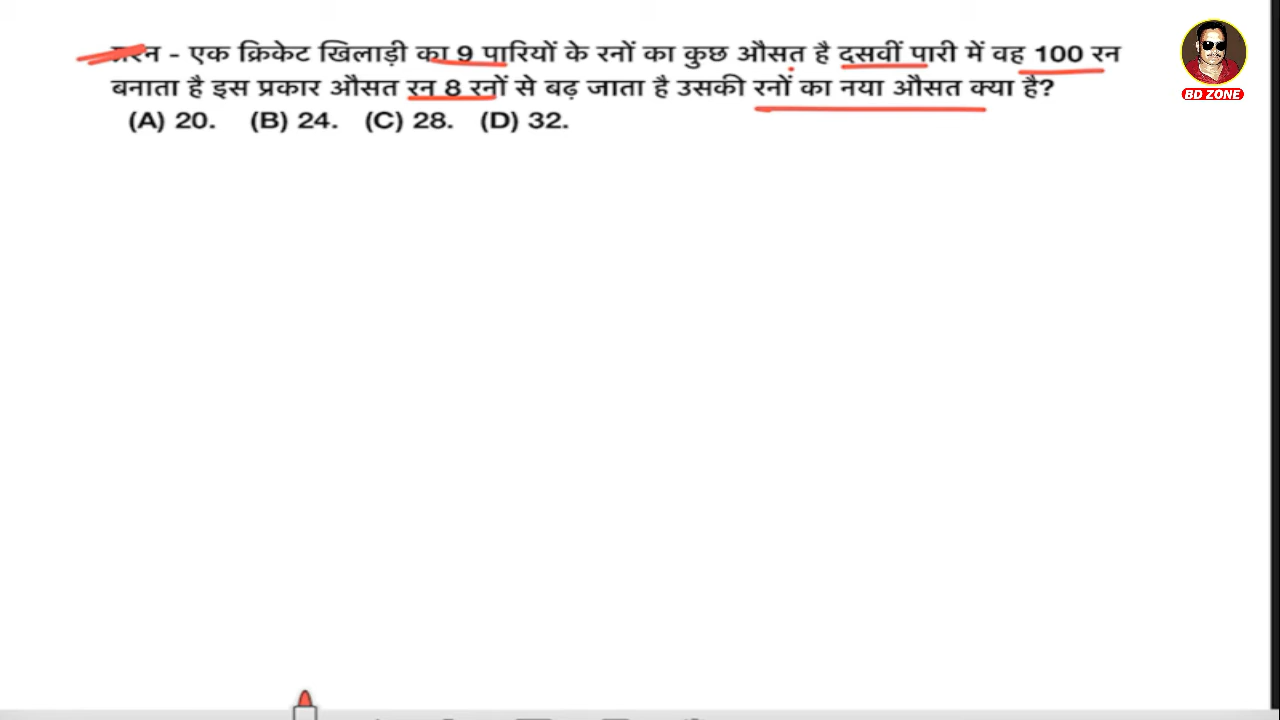 प्रश्न - एक क्रिकेट खिलाड़ी का 9 पारियों के रनों का कुछ औसत है दसवीं पारी में वह 100 रन
बनाता है इस प्रकार औसत रन 8 रनों से बढ़ जाता है उसकी रनों का नया औसत क्या है?
(A) 20. (B) 24. (C) 28. (D) 32.
BD ZONE